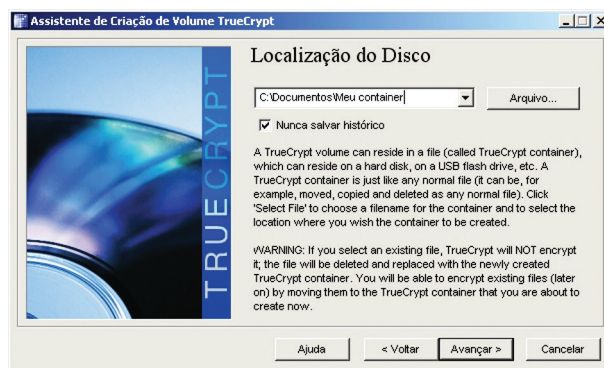 Assistente de Criação de Volume TrueCrypt
TRUECRYPT
Localização do Disco
C:\Documentos\Meu container
Arquivo...
Nunca salvar histórico
A TrueCrypt volume can reside in a file (called TrueCrypt container),
which can reside on a hard disk, on a USB flash drive, etc. A
TrueCrypt container is just like any normal file (it can be, for
example, moved, copied and deleted as any normal file). Click
'Select File' to choose a filename for the container and to select the
location where you wish the container to be created.
WARNING: If you select an existing file, TrueCrypt will NOT encrypt
it; the file will be deleted and replaced with the newly created
TrueCrypt container. You will be able to encrypt existing files (later
on) by moving them to the TrueCrypt container that you are about to
create now.
Ajuda
< Voltar
Avançar >
Cancelar